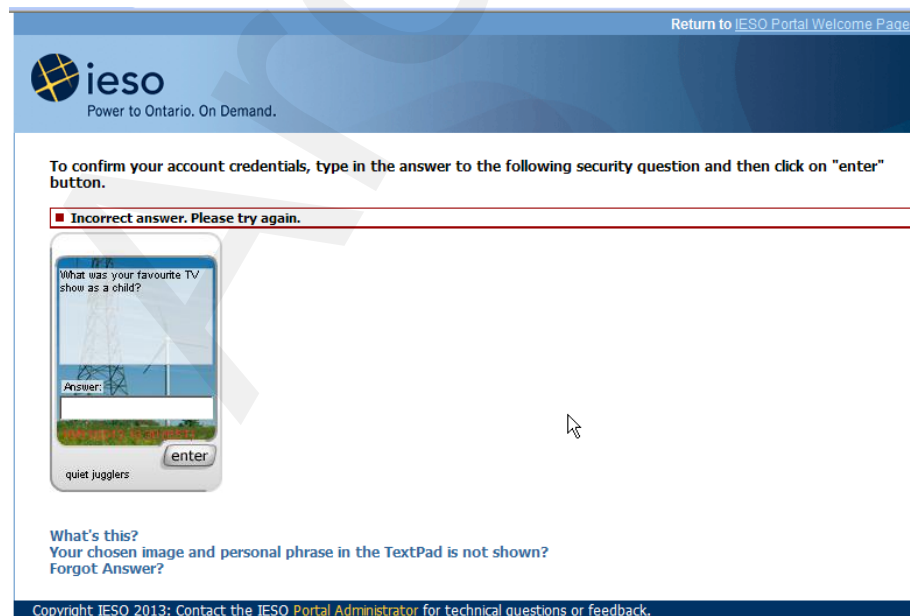 Return to IESO Portal Welcome Page
ieso
Power to Ontario. On Demand.
To confirm your account credentials, type in the answer to the following security question and then click on "enter"
button.
Incorrect answer. Please try again.
What was your favourite TV
show as a child?
Answer:
enter
quiet jugglers
What's this?
Your chosen image and personal phrase in the TextPad is not shown?
Forgot Answer?
Copyright IESO 2013: Contact the IESO Portal Administrator for technical questions or feedback.